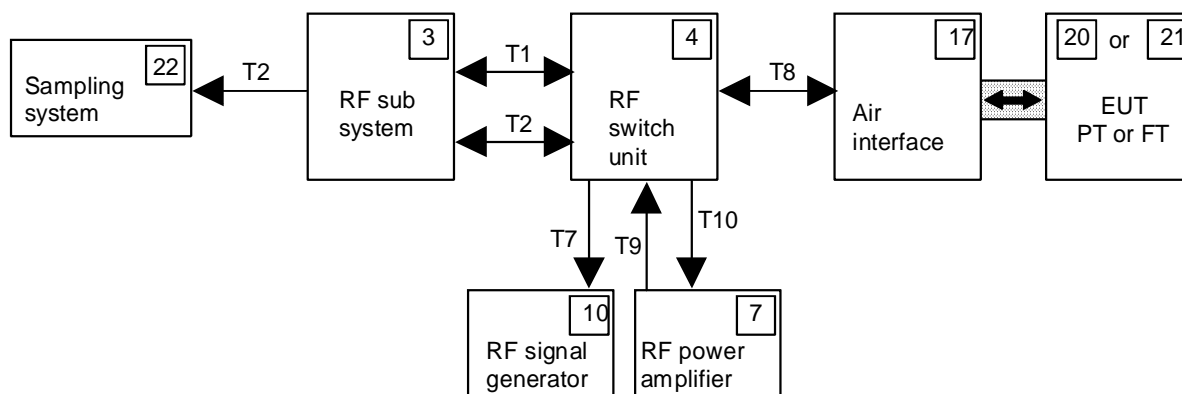 22
Sampling
system
T2
3
RF sub
system
T1
T2
4
RF
switch
unit
T8
17
Air
interface
20 or 21
EUT
PT or FT
T7
T9
T10
10
RF signal
generator
7
RF power
amplifier